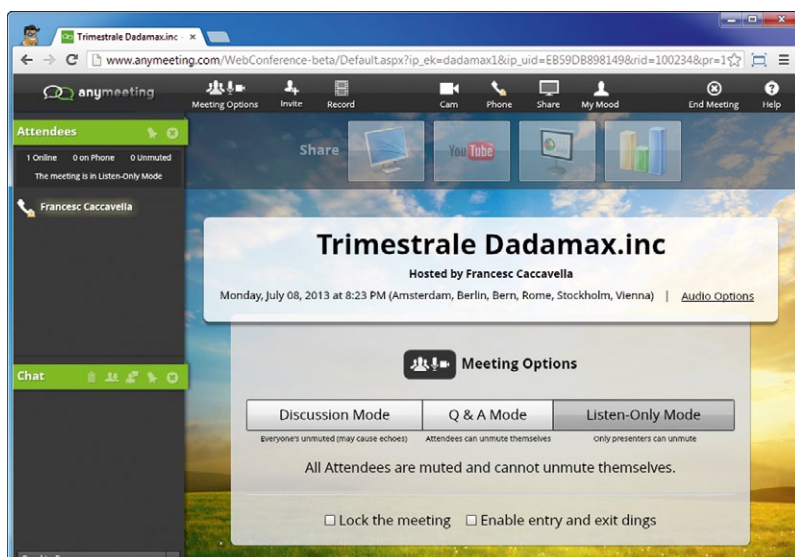 Trimestrale Dadamax.inc -
www.anymeeting.com/WebConference-beta/Default.aspx?ip_ek=dadamax1&ip_uid=EB59DB898149&rid=100234&pr=1
anymeeting
Meeting Options Invite Record Cam Phone Share My Mood End Meeting Help
Attendees
1 Online 0 on Phone 0 Unmuted
The meeting is in Listen-Only Mode
Francesc Caccavella
Share
You Tube
Trimestrale Dadamax.inc
Hosted by Francesc Caccavella
Monday, July 08, 2013 at 8:23 PM (Amsterdam, Berlin, Bern, Rome, Stockholm, Vienna) | Audio Options
Meeting Options
Discussion Mode Q & A Mode Listen-Only Mode
Everyone's unmuted (may cause echoes) Attendees can unmute themselves Only presenters can unmute
All Attendees are muted and cannot unmute themselves.
Lock the meeting Enable entry and exit dings
Chat